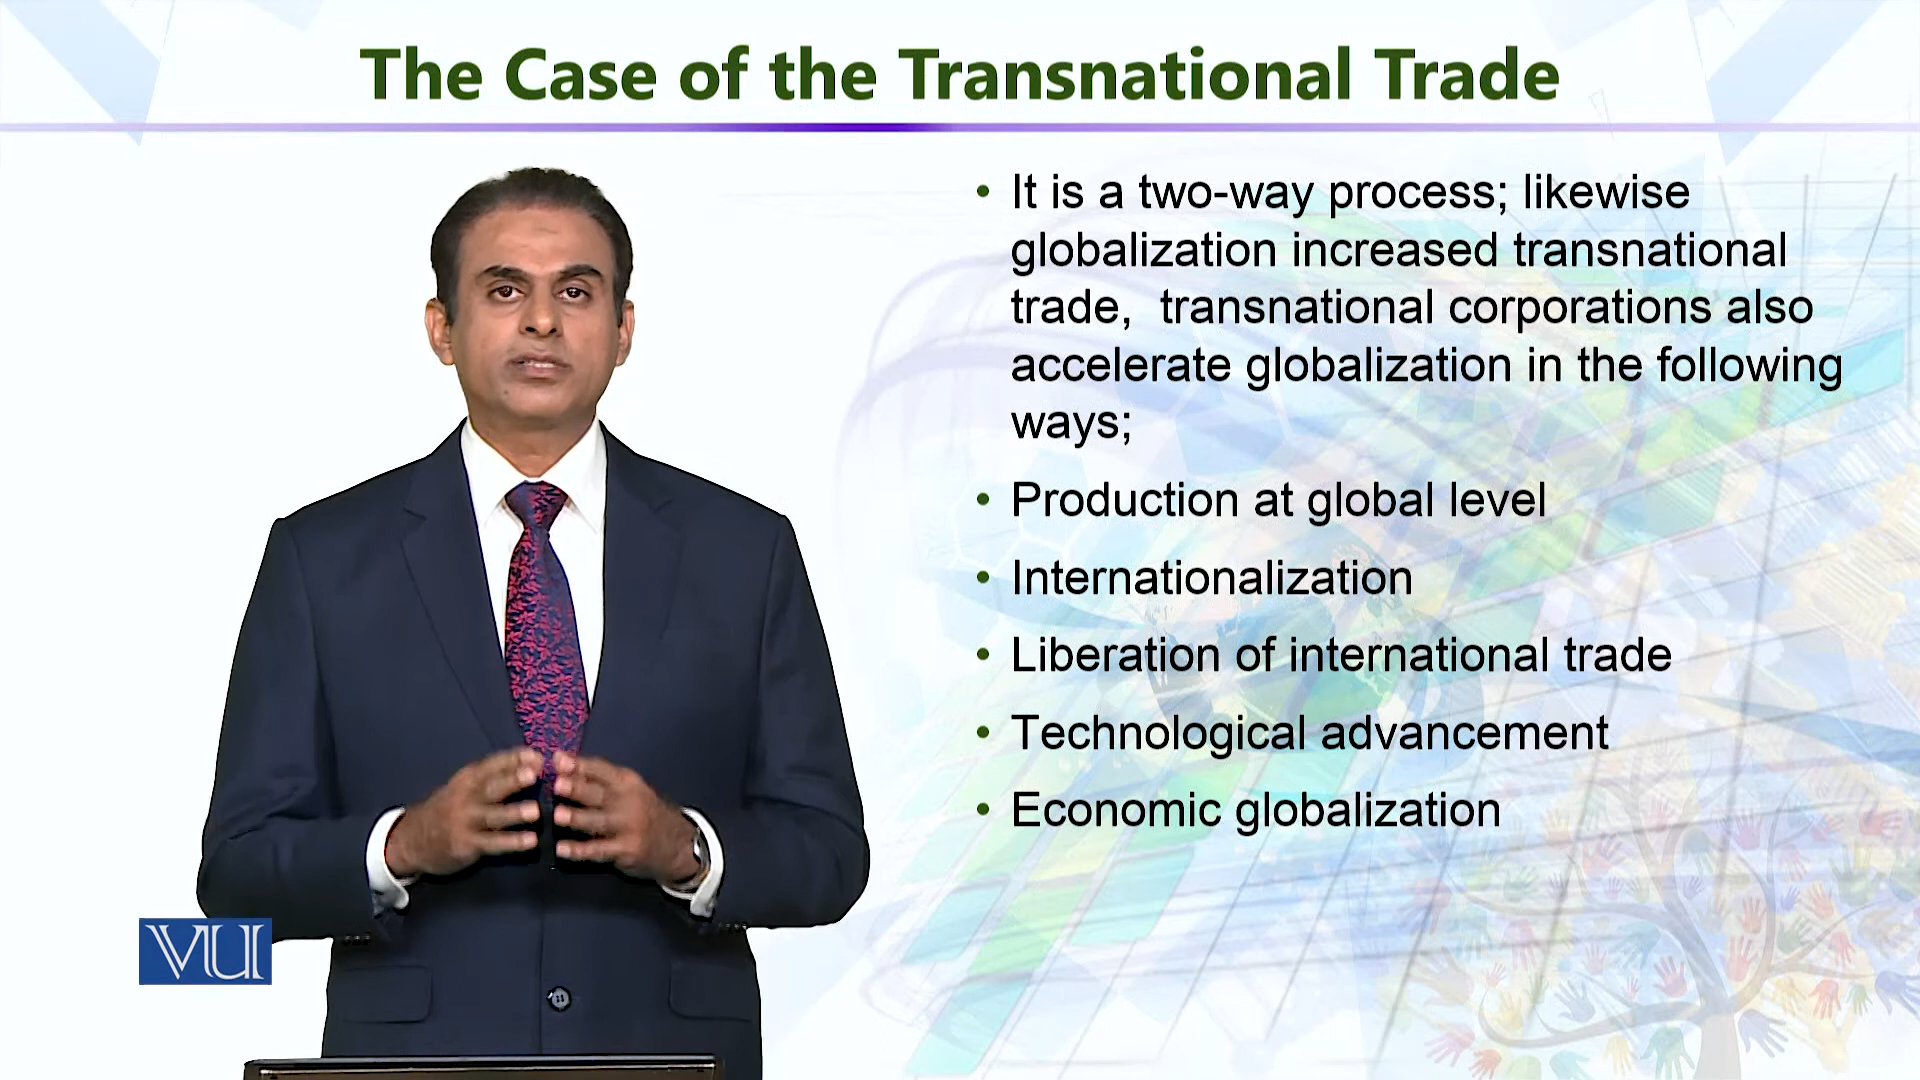 The Case of the Transnational Trade
• It is a two-way process; likewise
globalization increased transnational
trade,  transnational corporations also
accelerate globalization in the following
ways;
• Production at global level
• Internationalization
• Liberation of international trade
• Technological advancement
• Economic globalization
VU